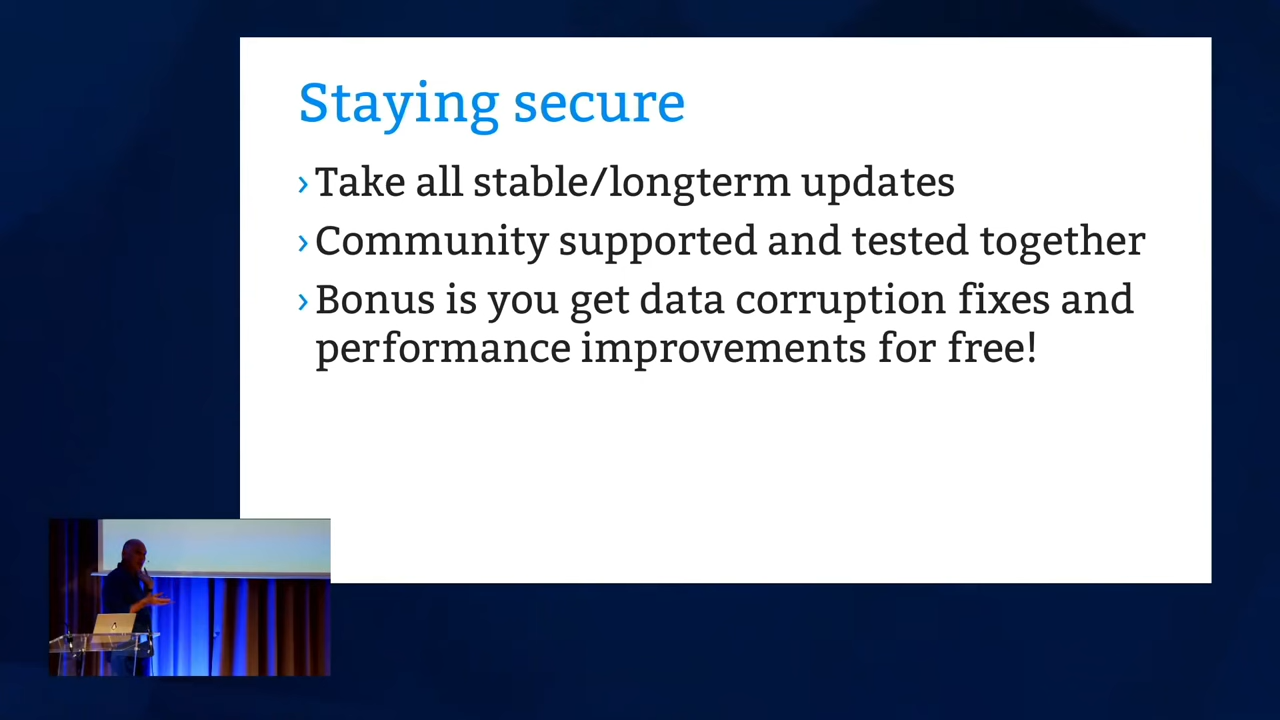 Staying secure
› Take all stable/longterm updates
› Community supported and tested together
› Bonus is you get data corruption fixes and
performance improvements for free!